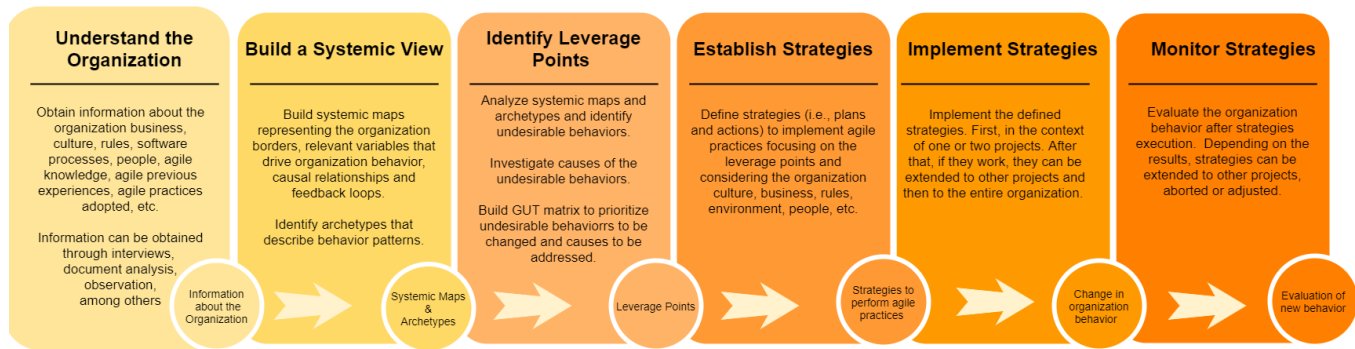 Understand the
Organization
Obtain information about the
organization business,
culture, rules, software
processes, people, agile
knowledge, agile previous
experiences, agile practices
adopted, etc.
Information can be obtained
through interviews,
document analysis,
observation,
among others
Information
about the
Organization
Build a Systemic View
Build systemic maps
representing the organization
borders, relevant variables that
drive organization behavior,
causal relationships and
feedback loops.
Identify archetypes that
describe behavior patterns.
Systemic Maps
&
Archetypes
Identify Leverage
Points
Analyze systemic maps and
archetypes and identify
undesirable behaviors.
Investigate causes of the
undesirable behaviors.
Build GUT matrix to prioritize
undesirable behaviorrs to be
changed and causes to be
addressed.
Leverage Points
Establish Strategies
Define strategies (i.e., plans
and actions) to implement agile
practices focusing on the
leverage points and
considering the organization
culture, business, rules,
environment, people, etc.
Strategies to
perform agile
practices
Implement Strategies
Implement the defined
strategies. First, in the context
of one or two projects. After
that, if they work, they can be
extended to other projects and
then to the entire organization.
Change in
organization
behavior
Monitor Strategies
Evaluate the organization
behavior after strategies
execution. Depending on the
results, strategies can be
extended to other projects,
aborted or adjusted.
Evaluation of
new behavior